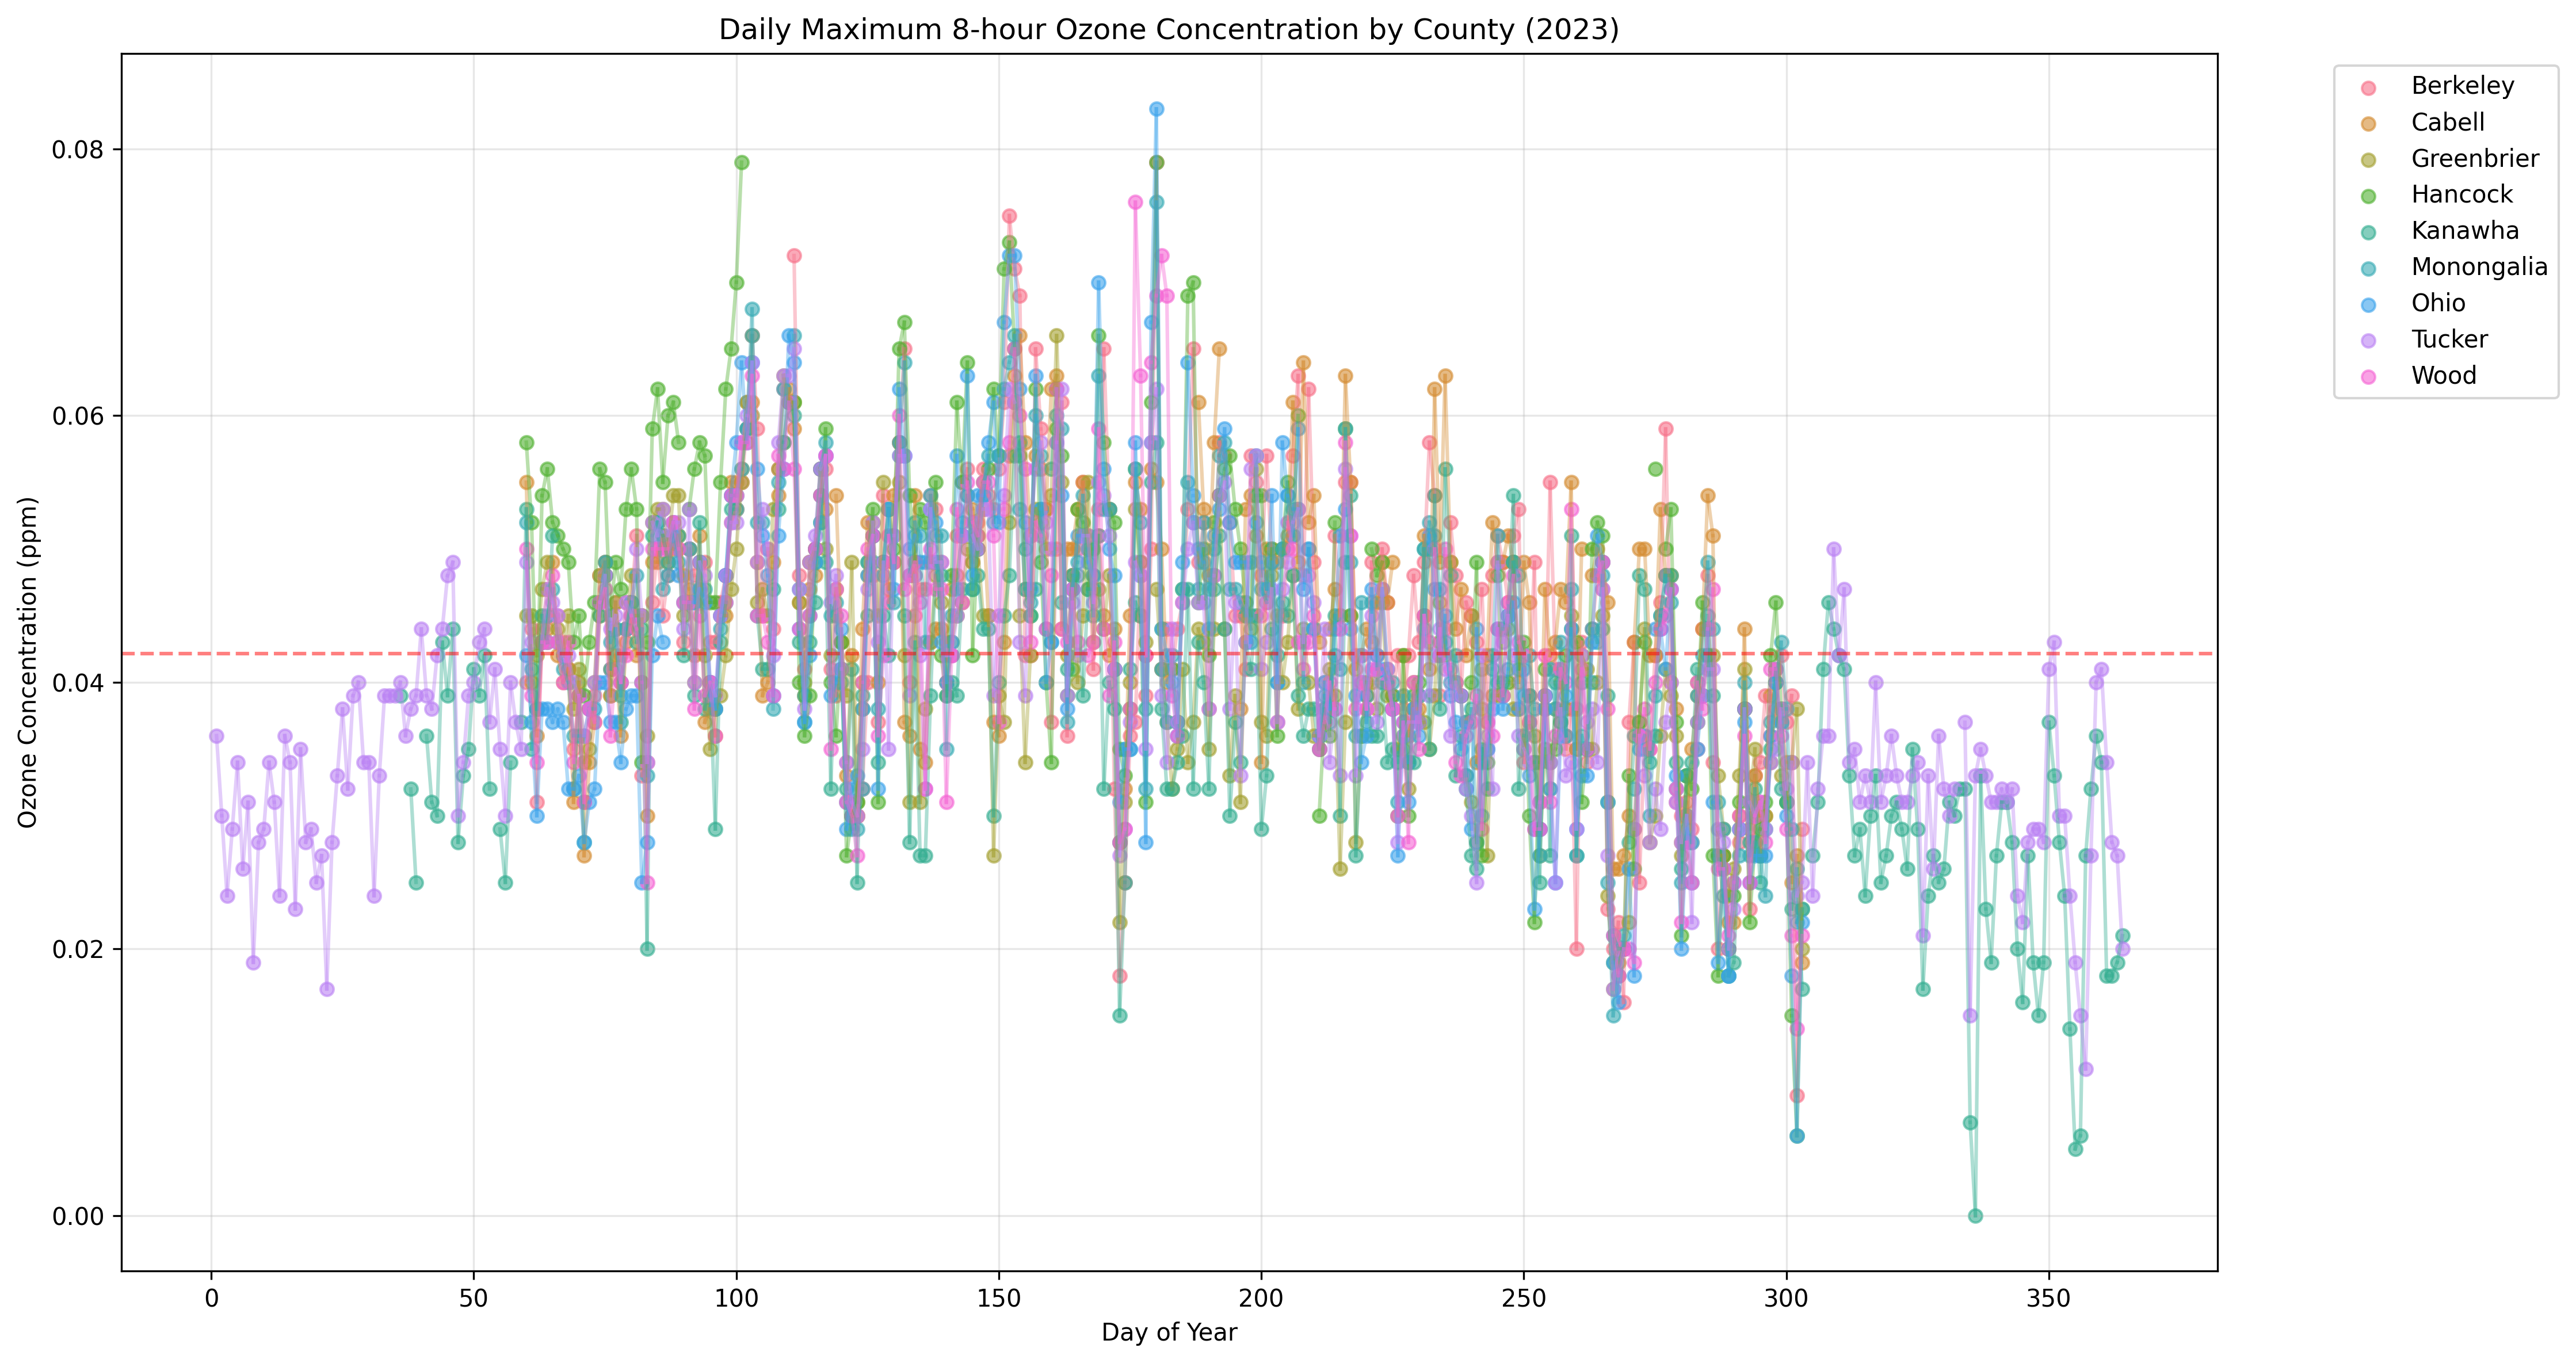 Daily Maximum 8-hour Ozone Concentration by County (2023)
Ozone Concentration (ppm)
0.08
0.06
0.04
0.02
0.00
0 50 100 150 200 250 300 350
Day of Year
Berkeley
Cabell
Greenbrier
Hancock
Kanawha
Monongalia
Ohio
Tucker
Wood